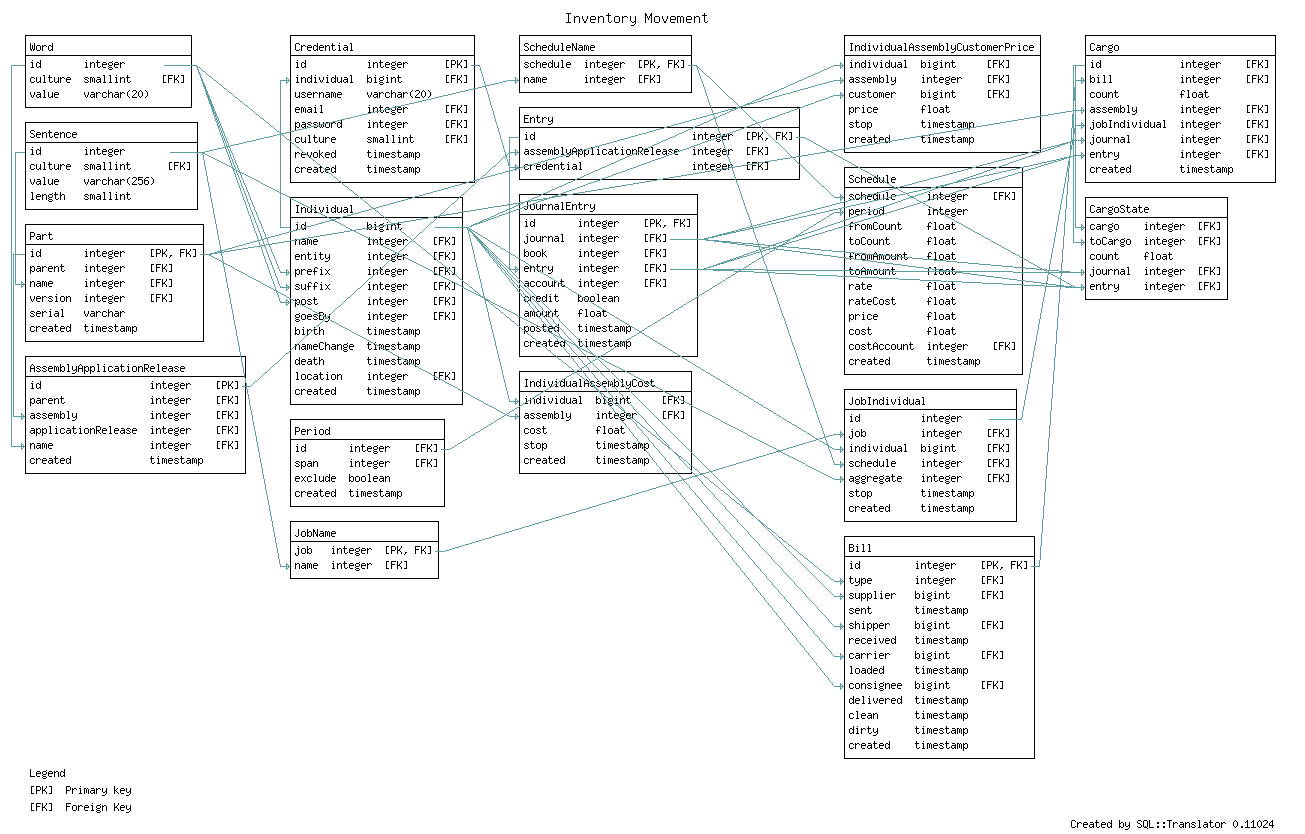 Inventory Movement
Word
id integer
culture smallint [FK]
value varchar(20)
Sentence
id integer
culture smallint [FK]
value varchar(256)
length smallint
Part
id integer [PK, FK]
parent integer [FK]
name integer [FK]
version integer [FK]
serial varchar
created timestamp
AssemblyApplicationRelease
id integer [PK]
parent integer [FK]
assembly integer [FK]
applicationRelease integer [FK]
name integer [FK]
created timestamp
Credential
id integer [PK]
individual bigint [FK]
username varchar(20)
email integer [FK]
password integer [FK]
culture smallint [FK]
revoked timestamp
created timestamp
Individual
id bigint
name integer [FK]
entity integer [FK]
prefix integer [FK]
suffix integer [FK]
post integer [FK]
goesBy integer [FK]
birth timestamp
nameChange timestamp
death timestamp
location integer [FK]
created timestamp
Period
id integer [FK]
span integer [FK]
exclude boolean
created timestamp
JobName
job integer [PK, FK]
name integer [FK]
ScheduleName
schedule integer [PK, FK]
name integer [FK]
Entry
id integer [PK, FK]
assemblyApplicationRelease integer [FK]
credential integer [FK]
JournalEntry
id integer [PK, FK]
journal integer [FK]
book integer [FK]
entry integer [FK]
account integer [FK]
credit boolean
amount float
posted timestamp
created timestamp
IndividualAssemblyCost
individual bigint [FK]
assembly integer [FK]
cost float
stop timestamp
created timestamp
IndividualAssemblyCustomerPrice
individual bigint [FK]
assembly integer [FK]
customer bigint [FK]
price float
stop timestamp
created timestamp
Schedule
schedule integer [FK]
period integer
fromCount float
toCount float
fromAmount float
toAmount float
rate float
rateCost float
price float
cost float
costAccount integer [FK]
created timestamp
JobIndividual
id integer
job integer [FK]
individual bigint [FK]
schedule integer [FK]
aggregate integer [FK]
stop timestamp
created timestamp
Bill
id integer [PK, FK]
type integer [FK]
supplier bigint [FK]
sent timestamp
shipper bigint [FK]
received timestamp
carrier bigint [FK]
loaded timestamp
consignee bigint [FK]
delivered timestamp
clean timestamp
dirty timestamp
created timestamp
Cargo
id integer [FK]
bill integer [FK]
count float
assembly integer [FK]
jobIndividual integer [FK]
journal integer [FK]
entry integer [FK]
created timestamp
CargoState
cargo integer [FK]
toCargo integer [FK]
count float
journal integer [FK]
entry integer [FK]
Legend
[PK] Primary key
[FK] Foreign Key
Created by SQL::Translator 0.11024